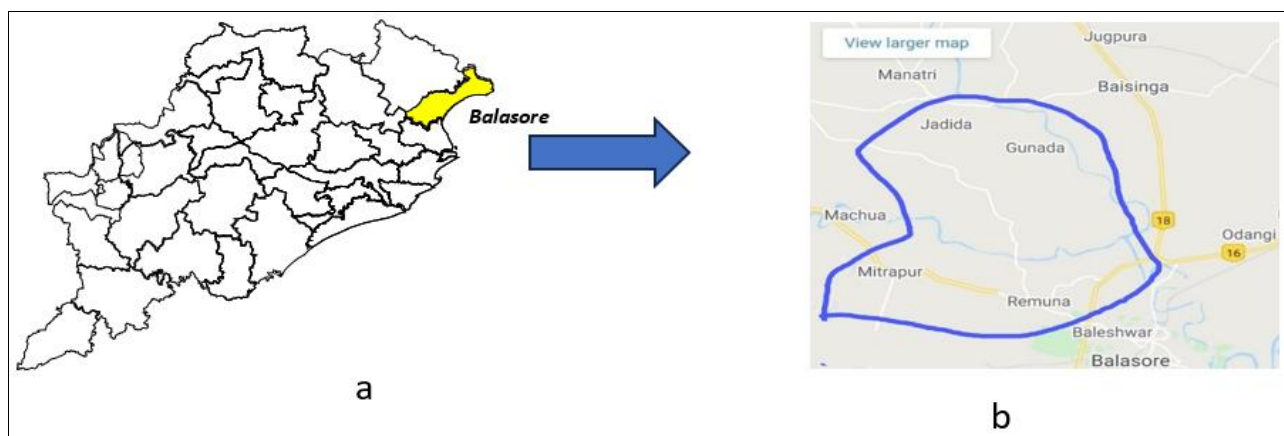 Balasore
a
View larger map
Jugpura
Manatri
Baisinga
Jadida
Gunada
Machua
18
Odangi
16
Mitrapur
Remuna
Baleshwar
Balasore
b